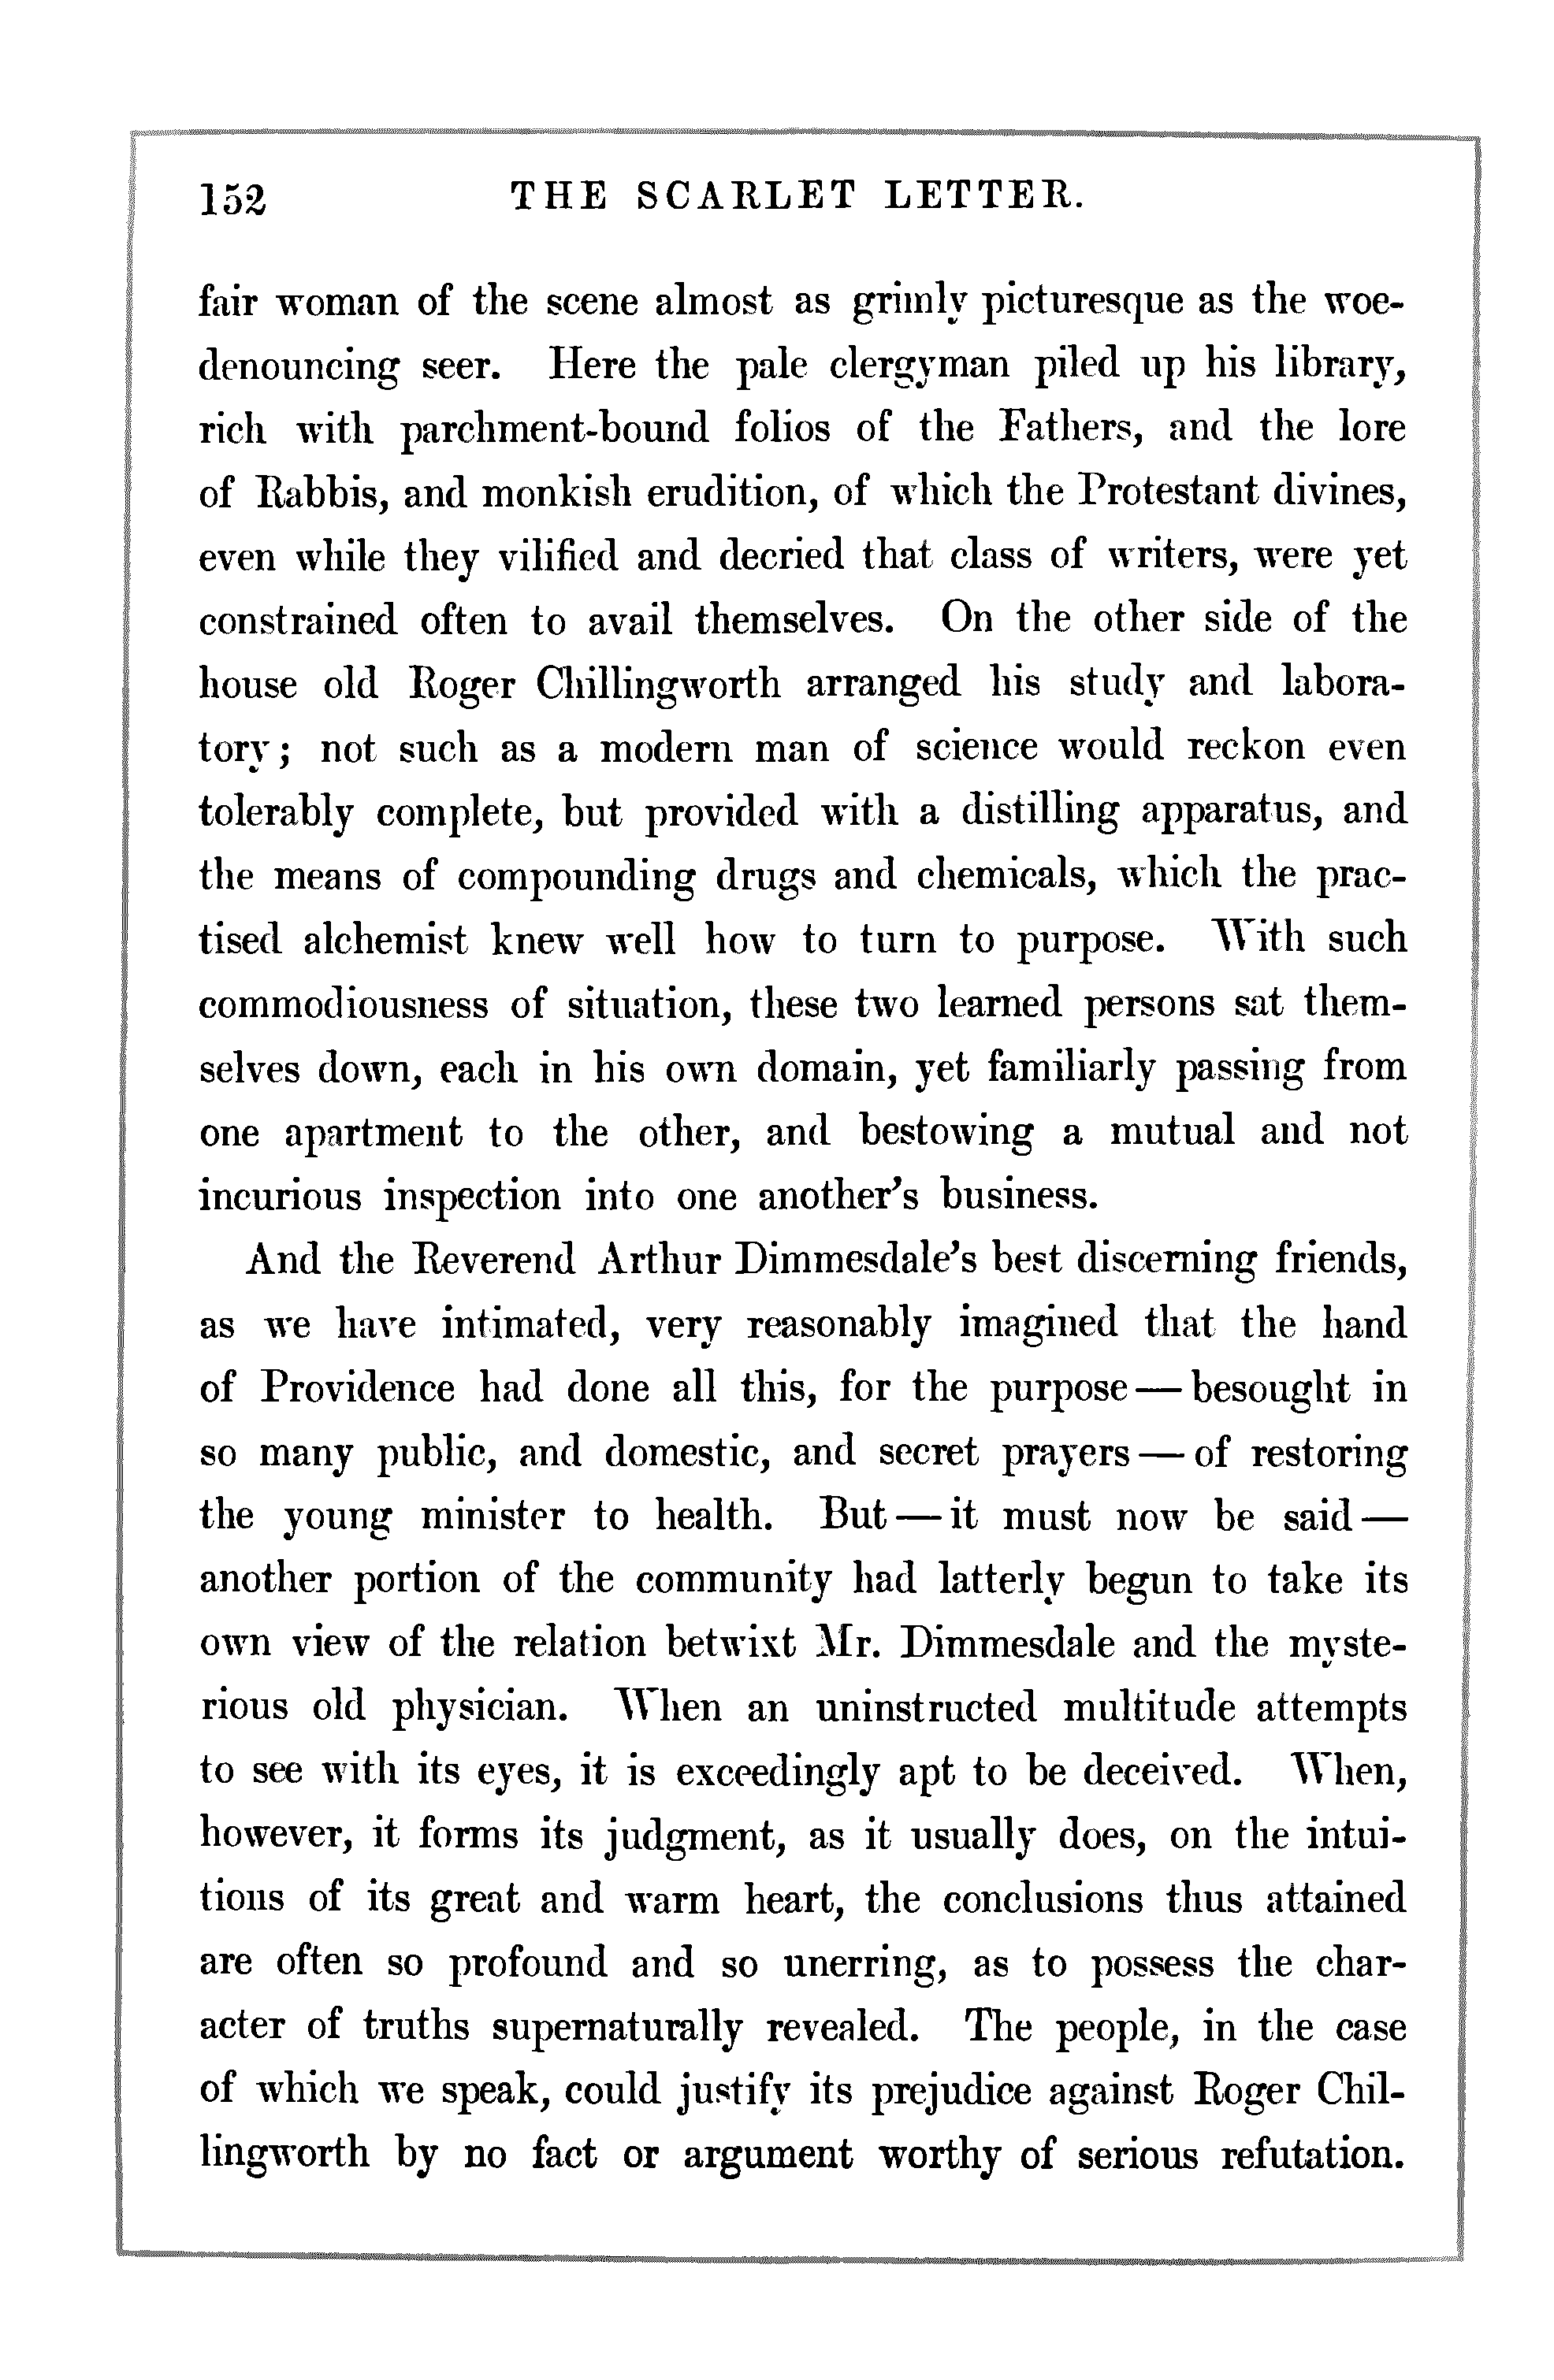 152 THE SCARLET LETTER.
fair woman of the scene almost as grimly picturesque as the woe-
denouncing seer. Here the pale clergyman piled up his library,
rich with parchment-bound folios of the Fathers, and the lore
of Rabbis, and monkish erudition, of which the Protestant divines,
even while they vilified and decried that class of writers, were yet
constrained often to avail themselves. On the other side of the
house old Roger Chillingworth arranged his study and labora-
tory; not such as a modern man of science would reckon even
tolerably complete, but provided with a distilling apparatus, and
the means of compounding drugs and chemicals, which the prac-
tised alchemist knew well how to turn to purpose. With such
commodiousness of situation, these two learned persons sat them-
selves down, each in his own domain, yet familiarly passing from
one apartment to the other, and bestowing a mutual and not
incurious inspection into one another's business.
And the Reverend Arthur Dimmesdale's best discerning friends,
as we have intimated, very reasonably imagined that the hand
of Providence had done all this, for the purpose — besought in
so many public, and domestic, and secret prayers — of restoring
the young minister to health. But — it must now be said —
another portion of the community had latterly begun to take its
own view of the relation betwixt Mr. Dimmesdale and the myste-
rious old physician. When an uninstructed multitude attempts
to see with its eyes, it is exceedingly apt to be deceived. When,
however, it forms its judgment, as it usually does, on the intui-
tions of its great and warm heart, the conclusions thus attained
are often so profound and so unerring, as to possess the char-
acter of truths supernaturally revealed. The people, in the case
of which we speak, could justify its prejudice against Roger Chil-
lingworth by no fact or argument worthy of serious refutation.